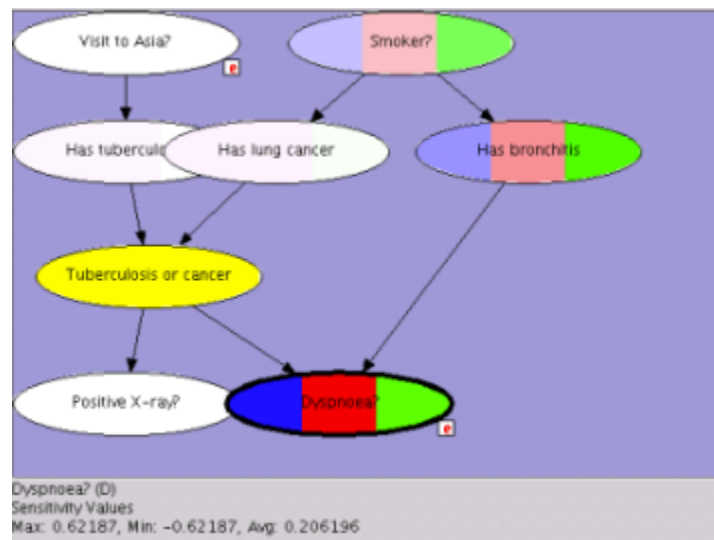 Visit to Asia?
Smoker?
e
Has tuberculo
Has lung cancer
Has bronchitis
Tuberculosis or cancer
Positive X-ray?
Dyspnoea?
e
Dyspnoea? (D)
Sensitivity Values
Max: 0.62187, Min: -0.62187, Avg: 0.206196